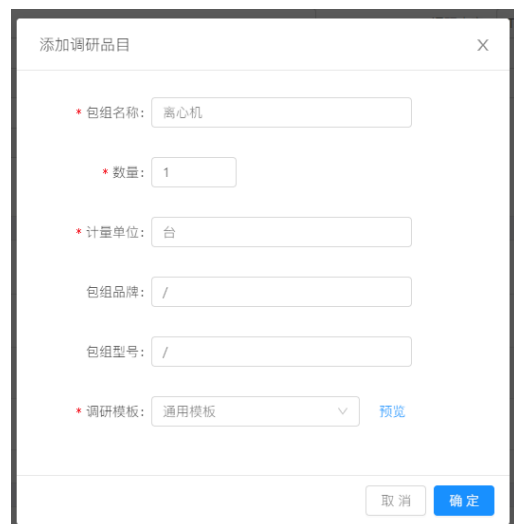 添加调研品目
* 包组名称: 离心机
* 数量: 1
* 计量单位: 台
包组品牌: /
包组型号: /
* 调研模板: 通用模板 预览
取 消 确 定